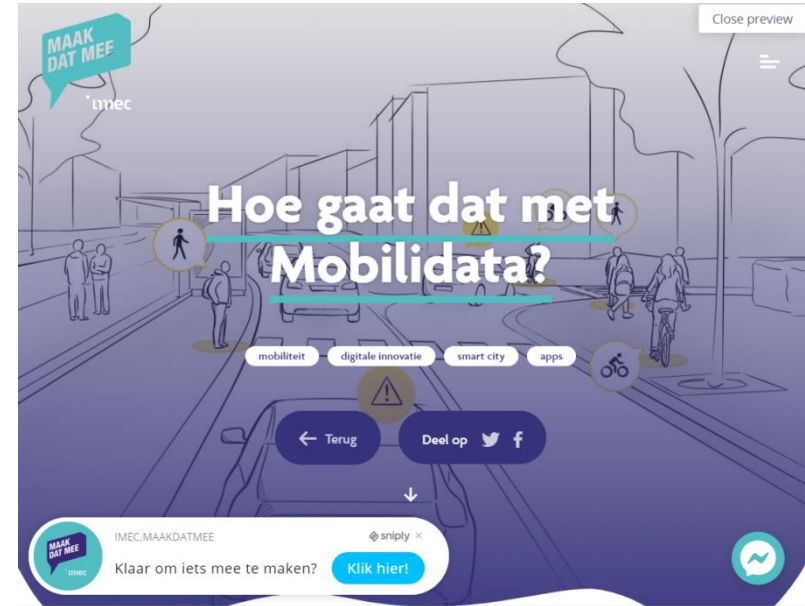 Close preview
MAAK
DAT MEE
imec
Hoe gaat dat met
Mobilidata?
mobiliteit
digitale innovatie
smart city
apps
Terug
Deel op
IMEC.MAAKDATMEE
sniply ×
MAAK
DAT MEE
imec
Klaar om iets mee te maken?
Klik hier!